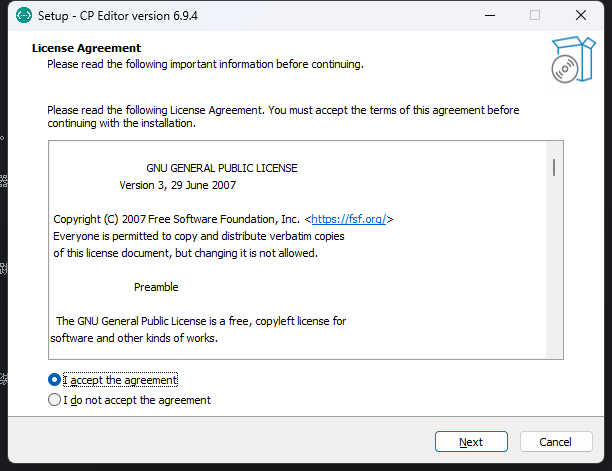 Setup - CP Editor version 6.9.4
License Agreement
Please read the following important information before continuing.
Please read the following License Agreement. You must accept the terms of this agreement before
continuing with the installation.
GNU GENERAL PUBLIC LICENSE
Version 3, 29 June 2007
Copyright (C) 2007 Free Software Foundation, Inc. <https://fsf.org/>
Everyone is permitted to copy and distribute verbatim copies
of this license document, but changing it is not allowed.
Preamble
The GNU General Public License is a free, copyleft license for
software and other kinds of works.
I accept the agreement
I do not accept the agreement
Next
Cancel